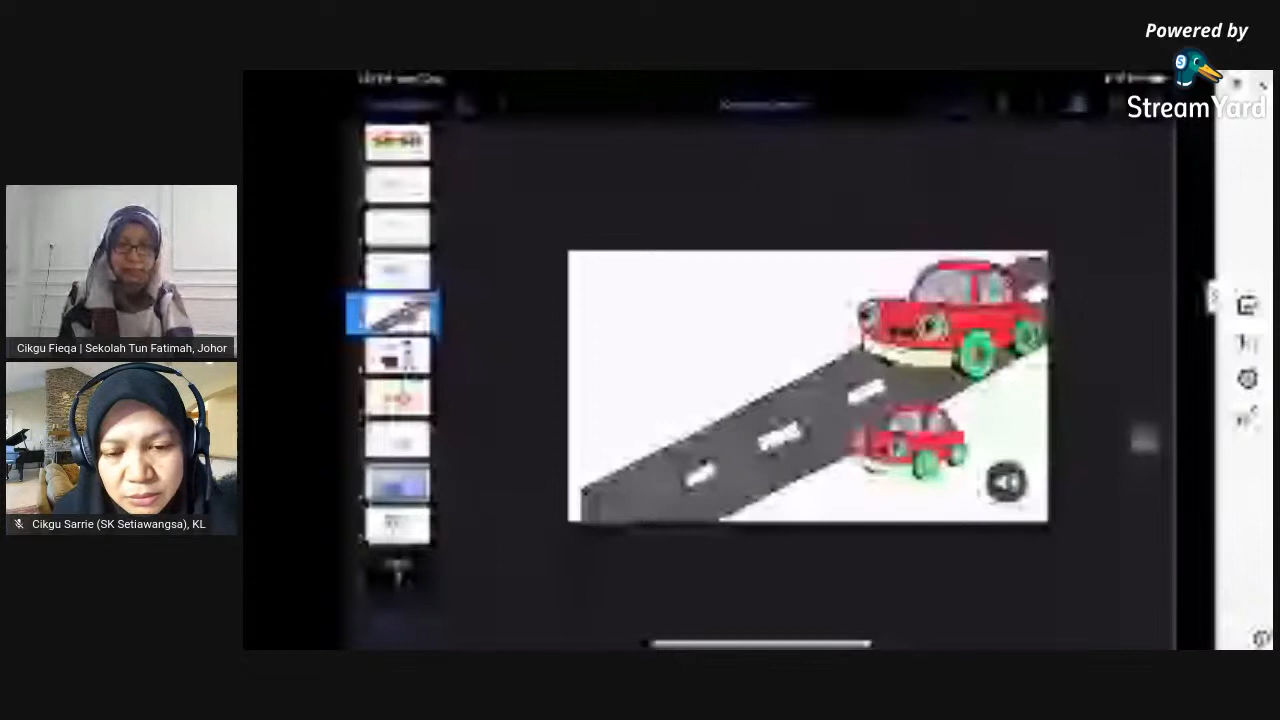 Powered by
StreamYard
Cikgu Fieqa | Sekolah Tun Fatimah, Johor
Cikgu Sarrie (SK Setiawangsa), KL